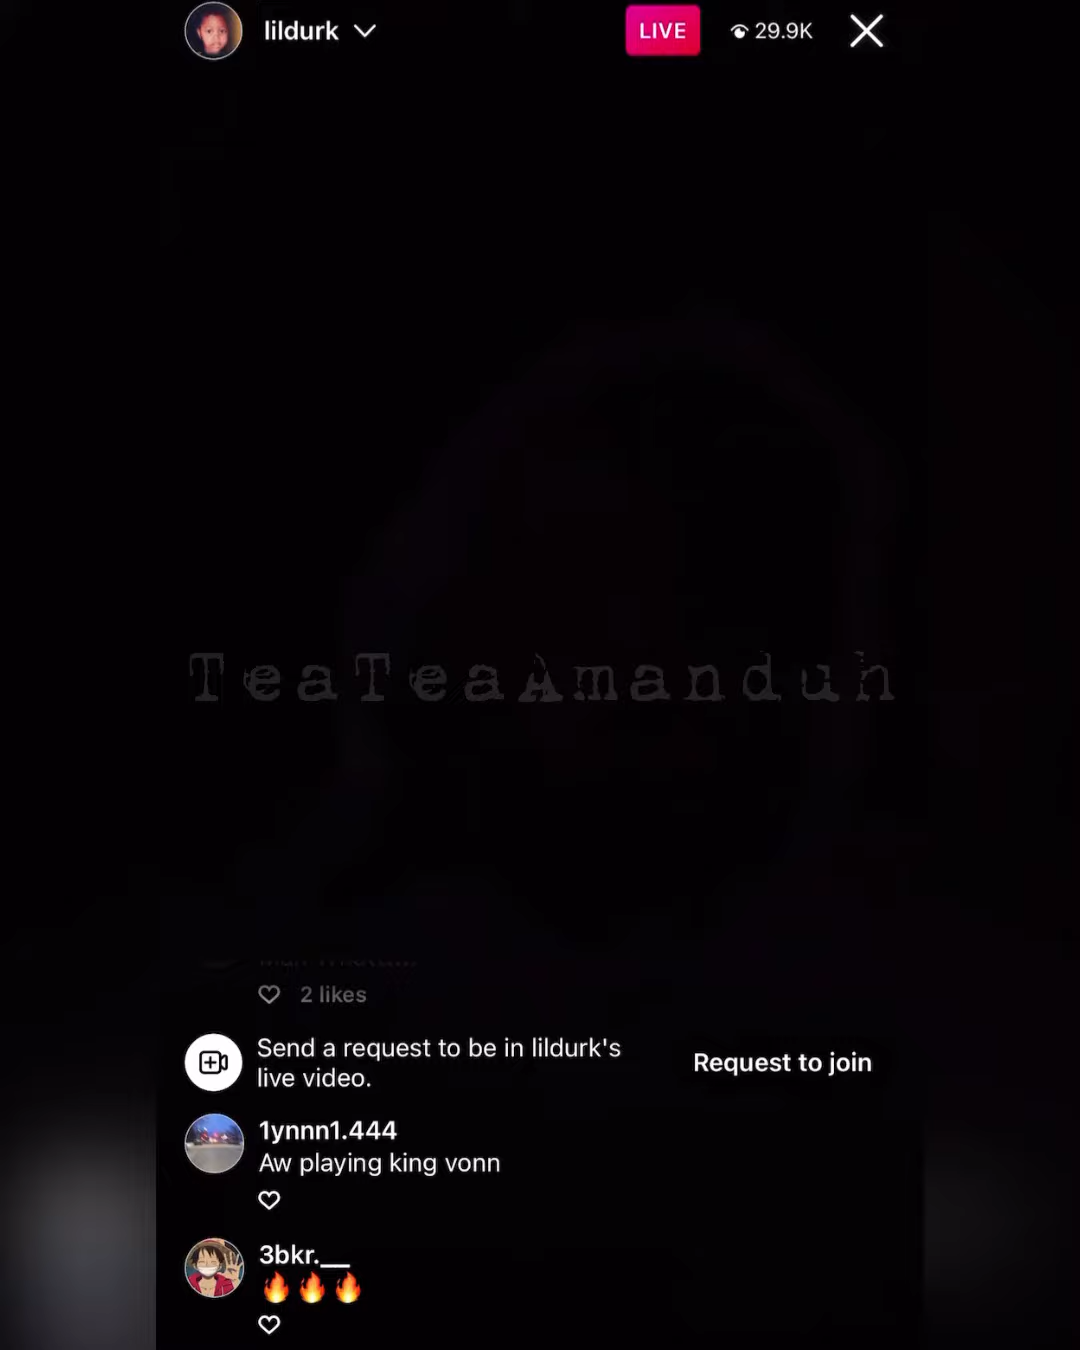 lildurk
LIVE
29.9K
TeaTeaAmanduh
2 likes
Send a request to be in lildurk's
live video.
Request to join
1ynnn1.444
Aw playing king vonn
3bkr.__
🔥🔥🔥